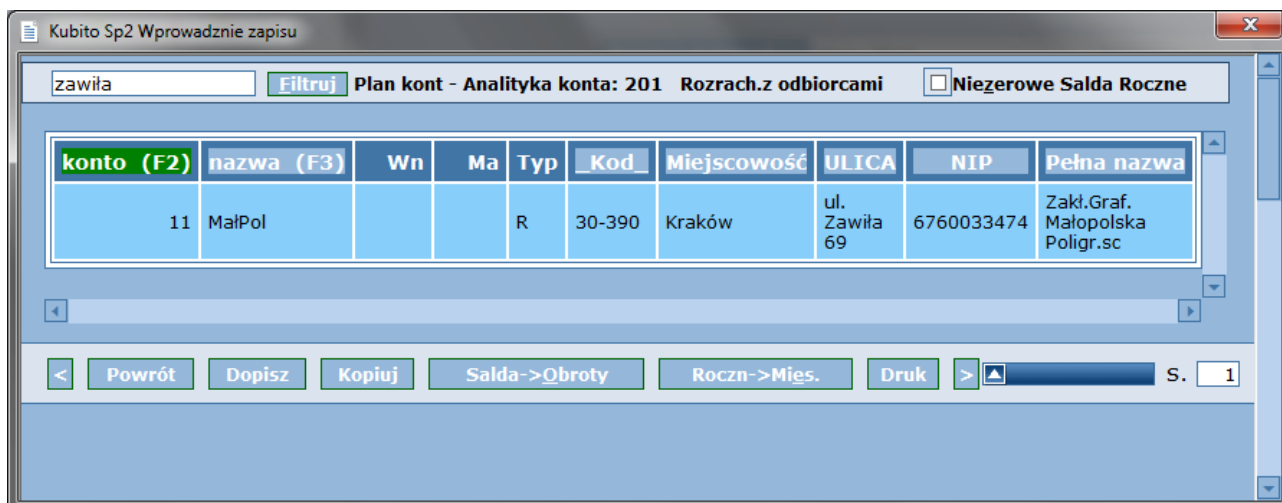 Kubito Sp2 Wprowadznie zapisu
zawiła Filtruj Plan kont - Analityka konta: 201 Rozrach.z odbiorcami Niezerowe Salda Roczne
konto (F2) nazwa (F3) Wn Ma Typ _Kod_ Miejscowość ULICA NIP Pełna nazwa
11 MałPol R 30-390 Kraków ul. Zawiła 69 6760033474 Zakł.Graf. Małopolska Poligr.sc
< Powrót Dopisz Kopiuj Salda->Obroty Roczn->Mies. Druk > S. 1